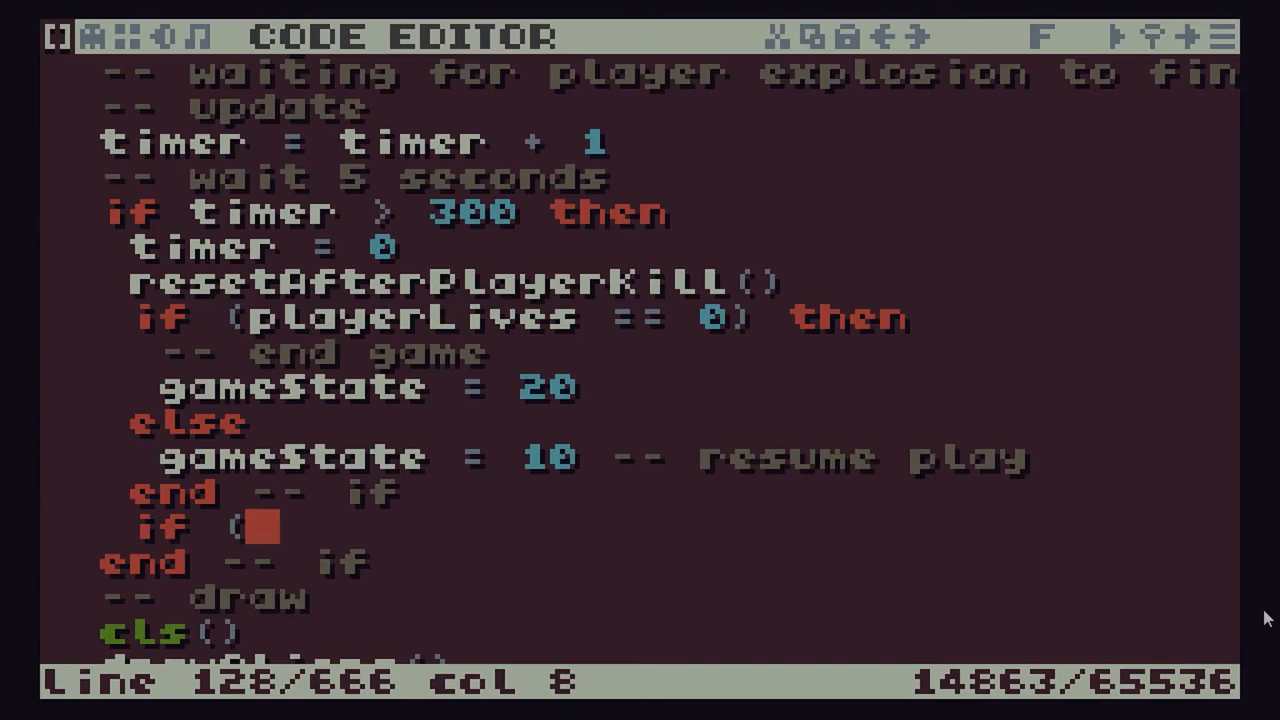 [] CODE EDITOR F
-- waiting for player explosion to fin
-- update
timer = timer + 1
-- wait 5 seconds
if timer > 300 then
timer = 0
resetAfterPlayerKill()
if (playerLives == 0) then
-- end game
gameState = 20
else
gameState = 10 -- resume play
end -- if
if (
end -- if
-- draw
cls()
line 128/666 col 8 14863/65536